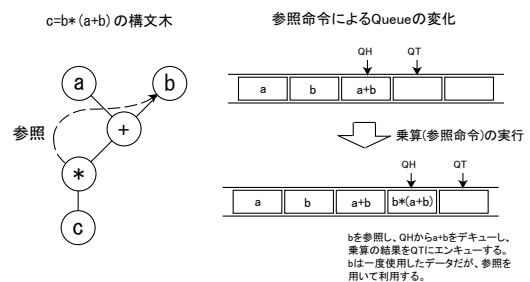 c=b*(a+b)の構文木
a
b
+
参照
*
c
参照命令によるQueueの変化
QH
QT
a
b
a+b
乗算(参照命令)の実行
QH
QT
a
b
a+b
b*(a+b)
bを参照し、QHからa+bをデキューし、
乗算の結果をQTにエンキューする。
bは一度使用したデータだが、参照を
用いて利用する。